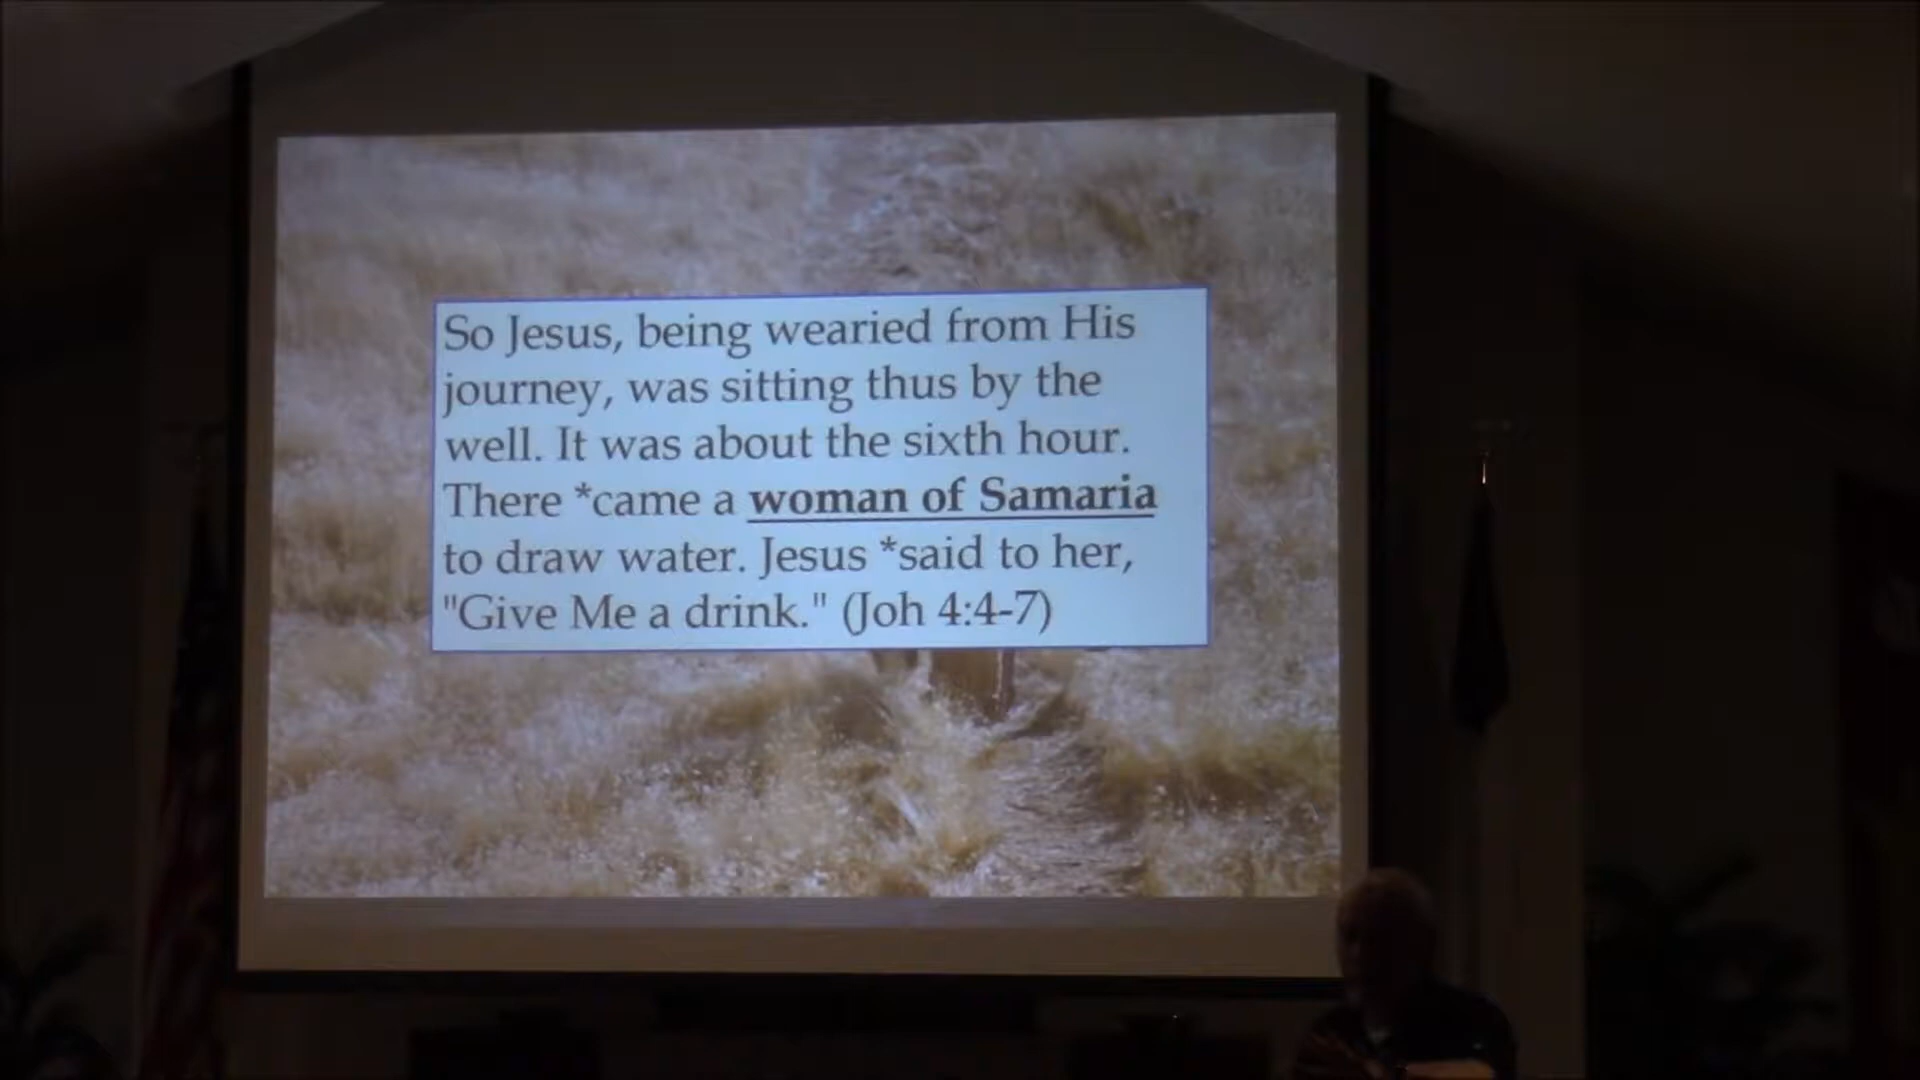 So Jesus, being wearied from His
journey, was sitting thus by the
well. It was about the sixth hour.
There *came a woman of Samaria
to draw water. Jesus *said to her,
"Give Me a drink." (Joh 4:4-7)